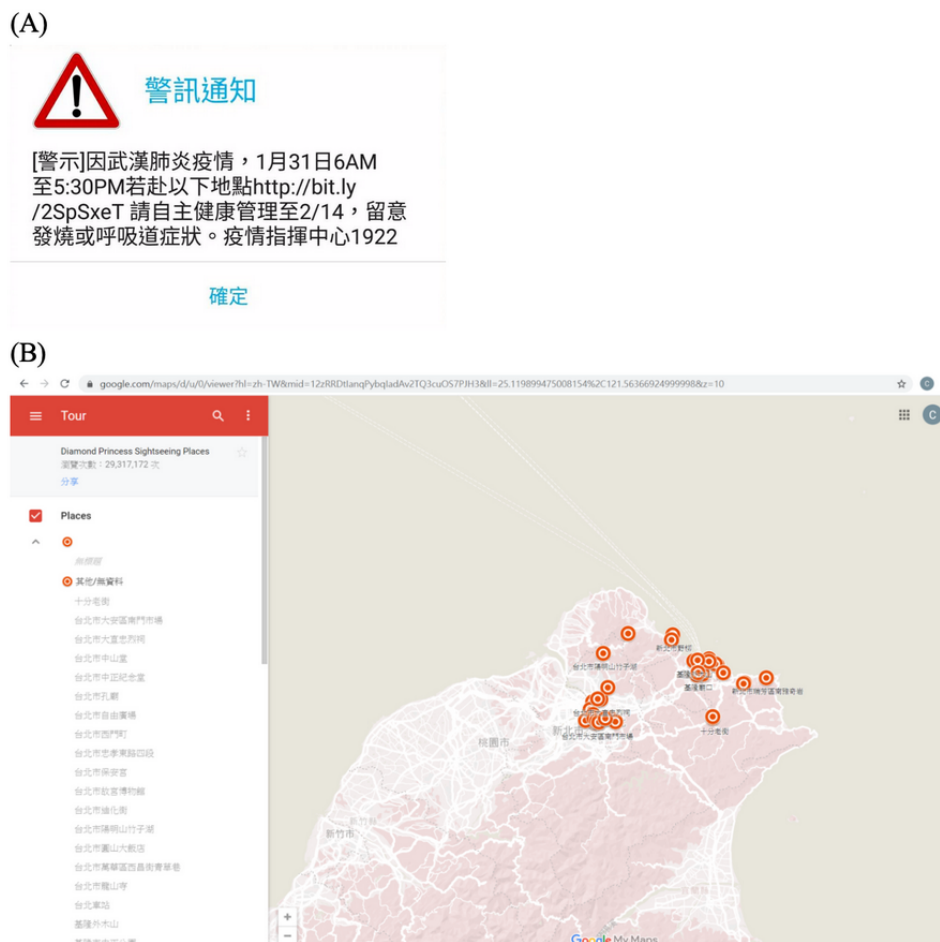 (A)
警訊通知
[警示]因武漢肺炎疫情，1月31日6AM
至5:30PM若赴以下地點http://bit.ly
/2SpSxeT 請自主健康管理至2/14，留意
發燒或呼吸道症狀。疫情指揮中心1922
確定
(B)
google.com/maps/d/u/0/viewer?hl=zh-TW&mid=12zRRDtIanqPybqIadAv2TQ3cuOS7PJH3&ll=25.119899475008154%2C121.56366924999998&z=10
Tour
C
Diamond Princess Sightseeing Places
瀏覽次數：29,317,172 次
分享
Places
無標題
其他/無資料
十分老街
台北市大安區東門市場
台北市大直忠烈祠
台北市中山堂
台北市中正紀念堂
台北市孔廟
台北市自由廣場
台北市西門町
台北市忠孝東路四段
台北市保安宮
台北市故宮博物館
台北市迪化街
台北市陽明山竹子湖
台北市圓山大飯店
台北市萬華區西昌街青草巷
台北市龍山寺
台北車站
基隆外木山
新北市野柳
台北市陽明山竹子湖
基隆廟口
台北市大直忠烈祠
台北市大安區東門市場
十分老街
桃園市
新竹縣
新竹市
Google My Maps